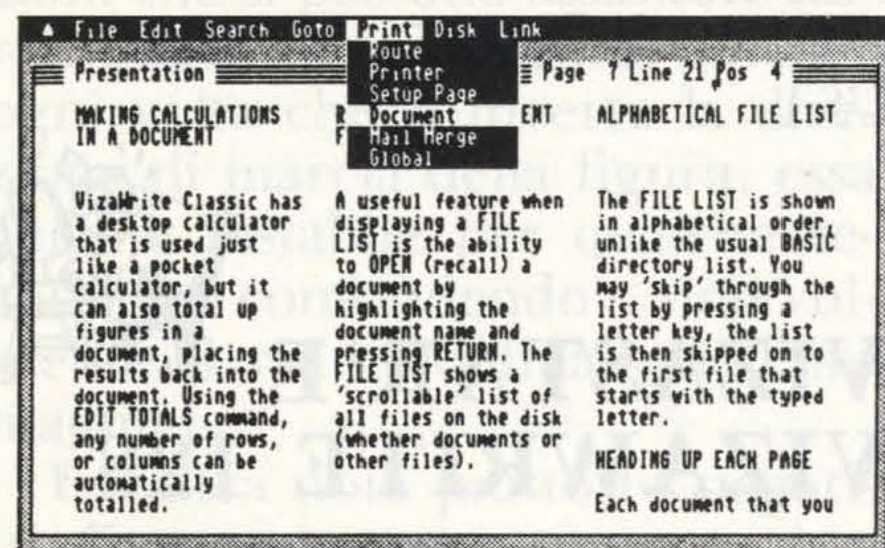 File Edit Search Goto Print Disk Link
Route
Printer
Setup Page
Document
Mail Merge
Global
Presentation
Page 7 Line 21 Pos 4
MAKING CALCULATIONS
IN A DOCUMENT
VizaWrite Classic has
a desktop calculator
that is used just
like a pocket
calculator, but it
can also total up
figures in a
document, placing the
results back into the
document. Using the
EDIT TOTALS command,
any number of rows,
or columns can be
automatically
totalled.
R ENT
F
A useful feature when
displaying a FILE
LIST is the ability
to OPEN (recall) a
document by
highlighting the
document name and
pressing RETURN. The
FILE LIST shows a
'scrollable' list of
all files on the disk
(whether documents or
other files).
ALPHABETICAL FILE LIST
The FILE LIST is shown
in alphabetical order,
unlike the usual BASIC
directory list. You
may 'skip' through the
list by pressing a
letter key, the list
is then skipped on to
the first file that
starts with the typed
letter.
HEADING UP EACH PAGE
Each document that you